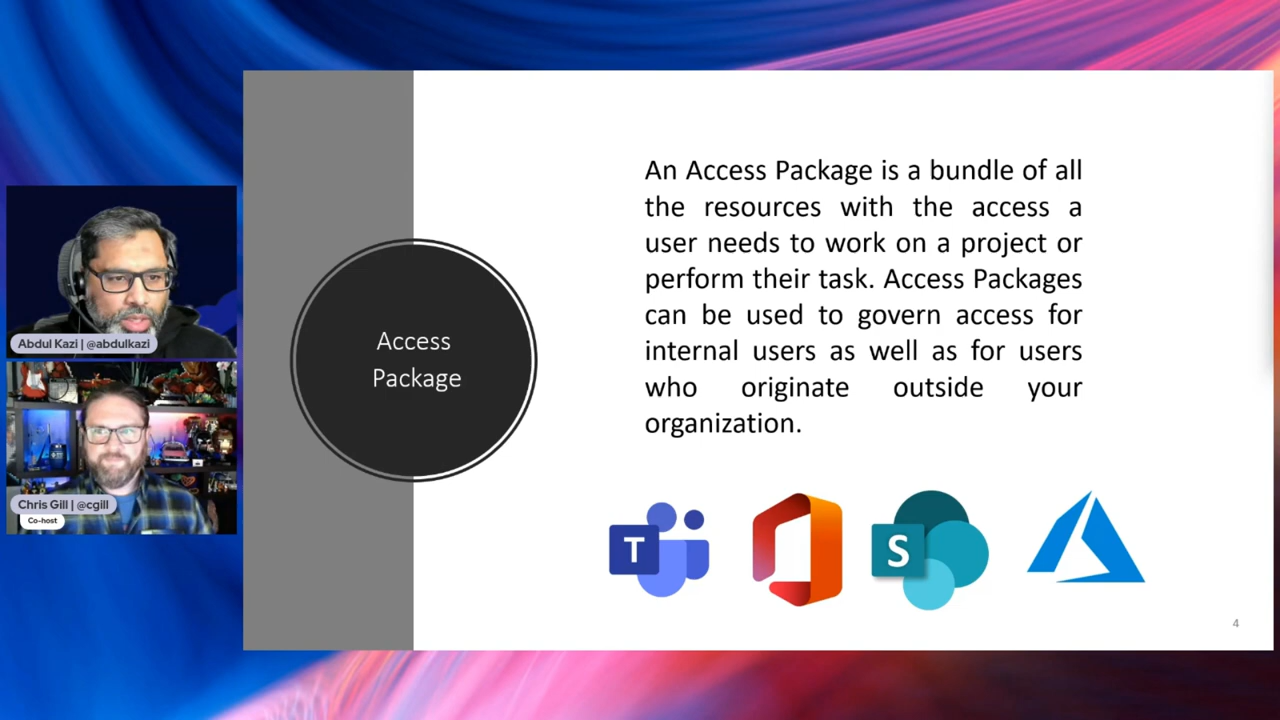 Abdul Kazi | @abdulkazi
Chris Gill | @cgill
Co-host
Access
Package
An Access Package is a bundle of all
the resources with the access a
user needs to work on a project or
perform their task. Access Packages
can be used to govern access for
internal users as well as for users
who originate outside your
organization.
T
S
4